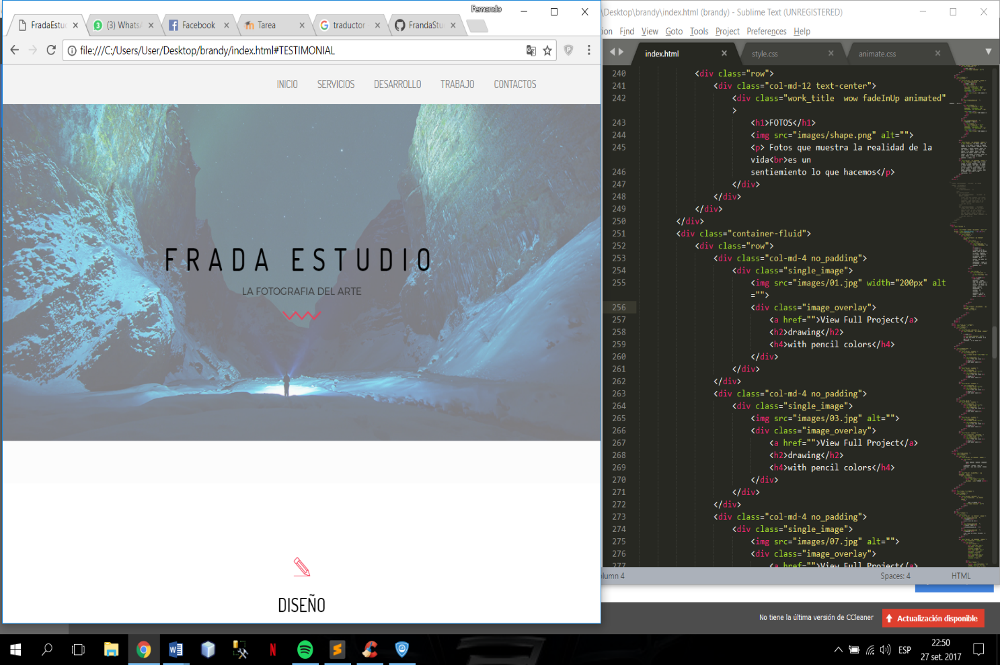 Fernando
FradaEstu
(3) WhatsA
Facebook
Tarea
traductor
FrandaStu
file:///C:/Users/User/Desktop/brandy/index.html#TESTIMONIAL
INICIO SERVICIOS DESARROLLO TRABAJO CONTACTOS
FRADA ESTUDIO
LA FOTOGRAFIA DEL ARTE
DISEÑO
\Desktop\brandy\index.html (brandy) - Sublime Text (UNREGISTERED)
ion Find View Goto Tools Project Preferences Help
index.html style.css animate.css
240 <div class="row">
241 <div class="col-md-12 text-center">
242 <div class="work_title  wow fadeInUp animated"
>
243 <h1>FOTOS</h1>
244 <img src="images/shape.png" alt="">
245 <p> Fotos que muestra la realidad de la
vida<br>es un
246 sentiemiento lo que hacemos</p>
247 </div>
248 </div>
249 </div>
250 </div>
251 <div class="container-fluid">
252 <div class="row">
253 <div class="col-md-4 no_padding">
254 <div class="single_image">
255 <img src="images/01.jpg" width="200px" alt
="">
256 <div class="image_overlay">
257 <a href="">View Full Project</a>
258 <h2>drawing</h2>
259 <h4>with pencil colors</h4>
260 </div>
261 </div>
262 </div>
263 <div class="col-md-4 no_padding">
264 <div class="single_image">
265 <img src="images/03.jpg" alt="">
266 <div class="image_overlay">
267 <a href="">View Full Project</a>
268 <h2>drawing</h2>
269 <h4>with pencil colors</h4>
270 </div>
271 </div>
272 </div>
273 <div class="col-md-4 no_padding">
274 <div class="single_image">
275 <img src="images/07.jpg" alt="">
276 <div class="image_overlay">
277 <a href="">View Full Project</a>
olumn 4 Spaces: 4 HTML
No tiene la última versión de CCleaner Actualización disponible
ESP
22:50
27 set. 2017